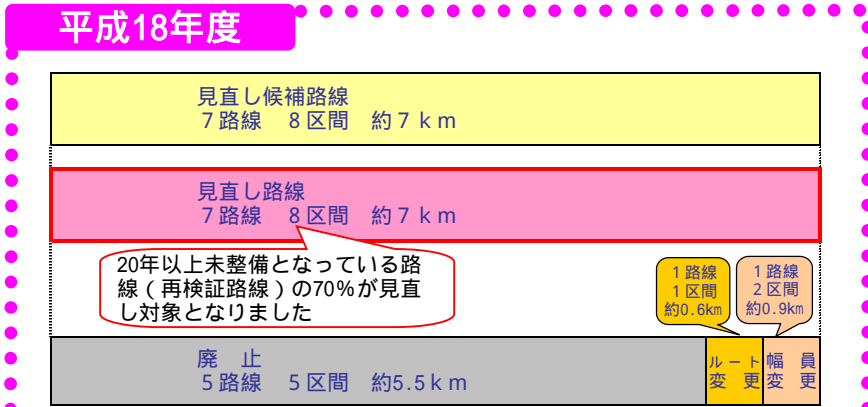 平成18年度
見直し候補路線
７路線　８区間　約７ｋｍ
見直し路線
７路線　８区間　約７ｋｍ
20年以上未整備となっている路
線（再検証路線）の70％が見直
し対象となりました
１路線
１区間
約0.6㎞
１路線
２区間
約0.9㎞
廃　止
５路線　５区間　約5.5ｋｍ
ルート
変　更
幅　員
変　更